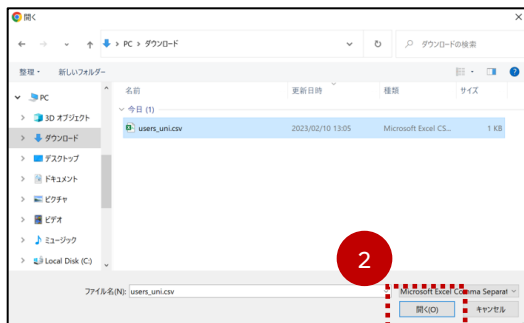 開く
PC > ダウンロード
ダウンロードの検索
整理
新しいフォルダー
名前 更新日時 種類 サイズ
PC
今日 (1)
3D オブジェクト
users_uni.csv 2023/02/10 13:05 Microsoft Excel CS... 1 KB
ダウンロード
デスクトップ
ドキュメント
ピクチャ
ビデオ
ミュージック
Local Disk (C:)
2
ファイル名(N): users_uni.csv Microsoft Excel Comma Separat
開く(O) キャンセル